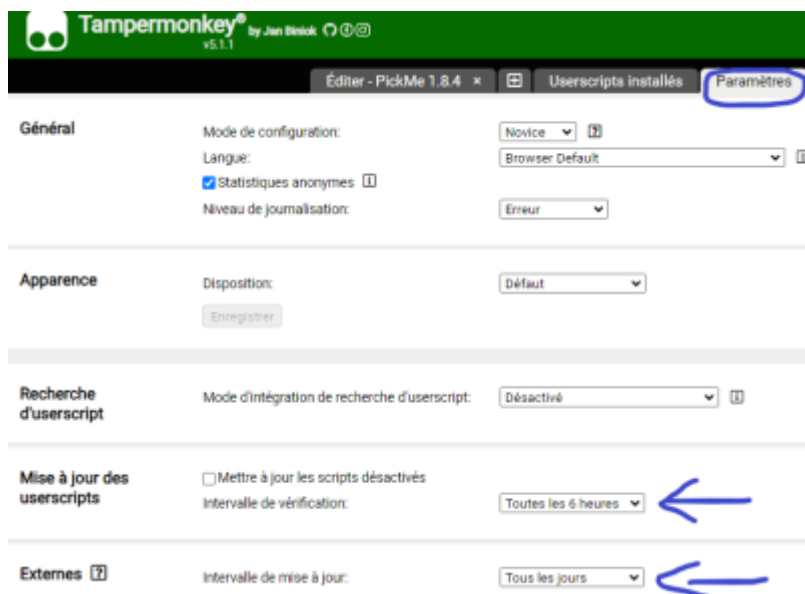 Tampermonkey® by Jan Biniok
v5.1.1
Éditer - PickMe 1.8.4 × Userscripts installés Paramètres
Général
Mode de configuration: Novice ?
Langue: Browser Default
Statistiques anonymes
Niveau de journalisation: Erreur
Apparence
Disposition: Défaut
Enregistrer
Recherche d'userscript
Mode d'intégration de recherche d'userscript: Désactivé
Mise à jour des userscripts
Mettre à jour les scripts désactivés
Intervalle de vérification: Toutes les 6 heures
Externes ?
Intervalle de mise à jour: Tous les jours